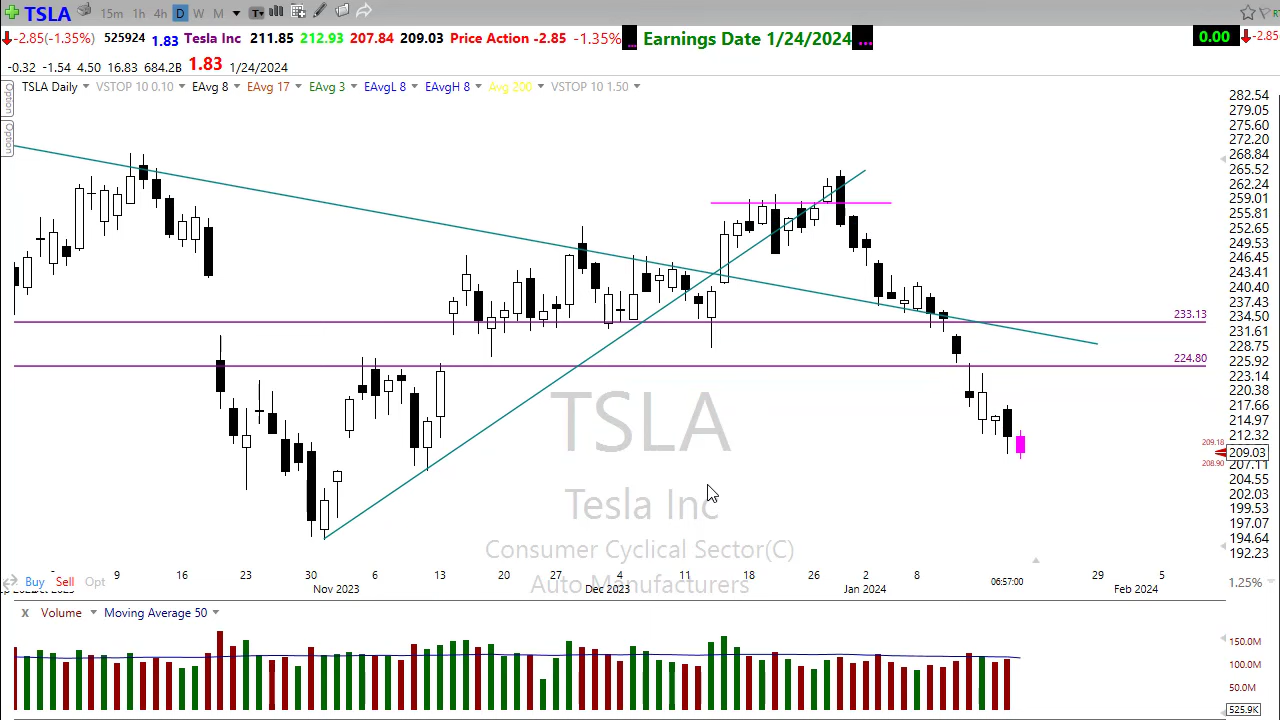 TSLA 15m 1h 4h D W M
-2.85(-1.35%) 525924 1.83 Tesla Inc 211.85 212.93 207.84 209.03 Price Action -2.85 -1.35% ... Earnings Date 1/24/2024 ... 0.00 -2.85
-0.32 -1.54 4.50 16.83 684.2B 1.83 1/24/2024
TSLA Daily VSTOP 10 0.10 EAvg 8 EAvg 17 EAvg 3 EAvgL 8 EAvgH 8 Avg 200 VSTOP 10 1.50
Option
Option
282.54
279.05
275.60
272.20
268.84
265.52
262.24
259.01
255.81
252.65
249.53
246.45
243.41
240.40
237.43
234.50
231.61
228.75
225.92
223.14
220.38
217.66
214.97
212.32
209.03
207.11
204.55
202.03
199.53
197.07
194.64
192.23
233.13
224.80
209.18
208.90
TSLA
Tesla Inc
Consumer Cyclical Sector(C)
Auto Manufacturers
Buy Sell Opt
9 16 23 30 6 13 20 27 4 11 18 26 2 8 06:57:00 29 5 1.25%
Nov 2023 Dec 2023 Jan 2024 Feb 2024
X Volume Moving Average 50
150.0M
100.0M
50.0M
525.9K